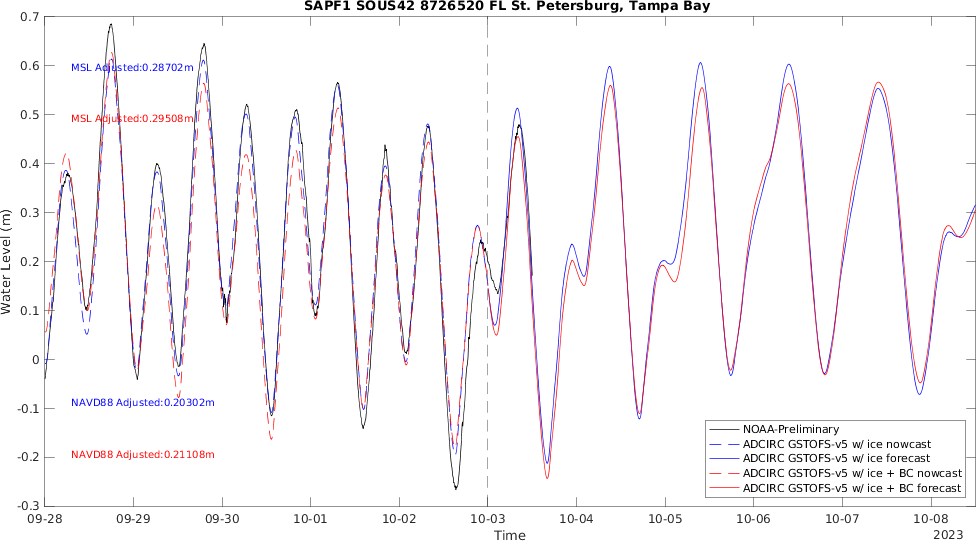 SAPF1 SOUS42 8726520 FL St. Petersburg, Tampa Bay
0.7
0.6
0.5
0.4
0.3
0.2
0.1
0
-0.1
-0.2
-0.3
Water Level (m)
MSL Adjusted:0.28702m
MSL Adjusted:0.29508m
NAVD88 Adjusted:0.20302m
NAVD88 Adjusted:0.21108m
NOAA-Preliminary
ADCIRC GSTOFS-v5 w/ ice nowcast
ADCIRC GSTOFS-v5 w/ ice forecast
ADCIRC GSTOFS-v5 w/ ice + BC nowcast
ADCIRC GSTOFS-v5 w/ ice + BC forecast
09-28 09-29 09-30 10-01 10-02 10-03 10-04 10-05 10-06 10-07 10-08
Time
2023